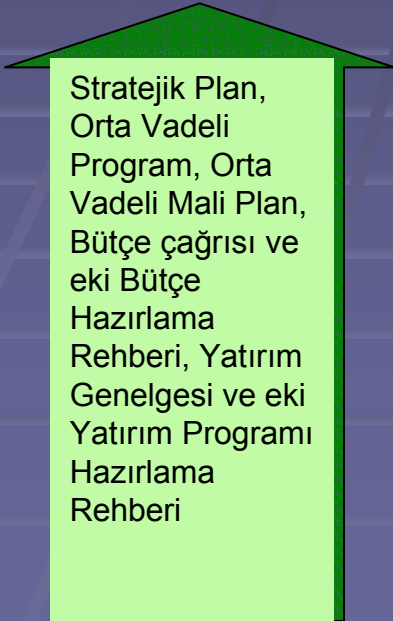 Stratejik Plan,
Orta Vadeli
Program, Orta
Vadeli Mali Plan,
Bütçe çağrısı ve
eki Bütçe
Hazırlama
Rehberi, Yatırım
Genelgesi ve eki
Yatırım Programı
Hazırlama
Rehberi